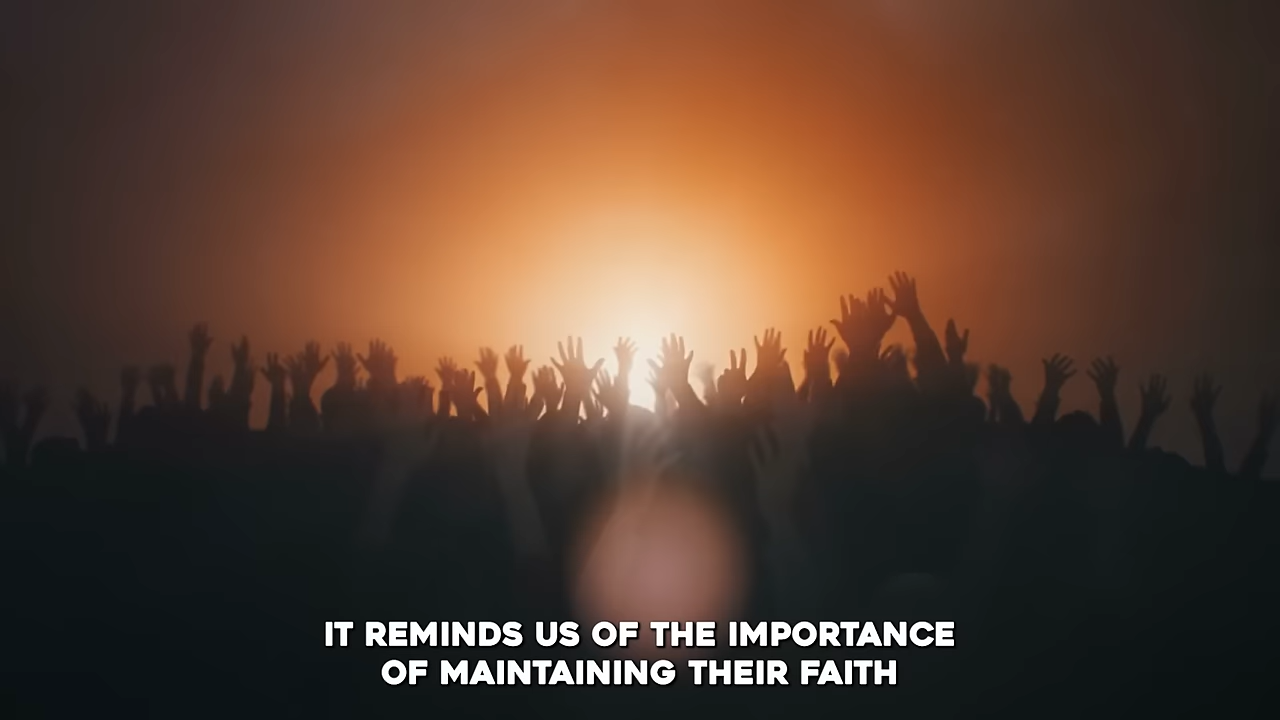 IT REMINDS US OF THE IMPORTANCE
OF MAINTAINING THEIR FAITH